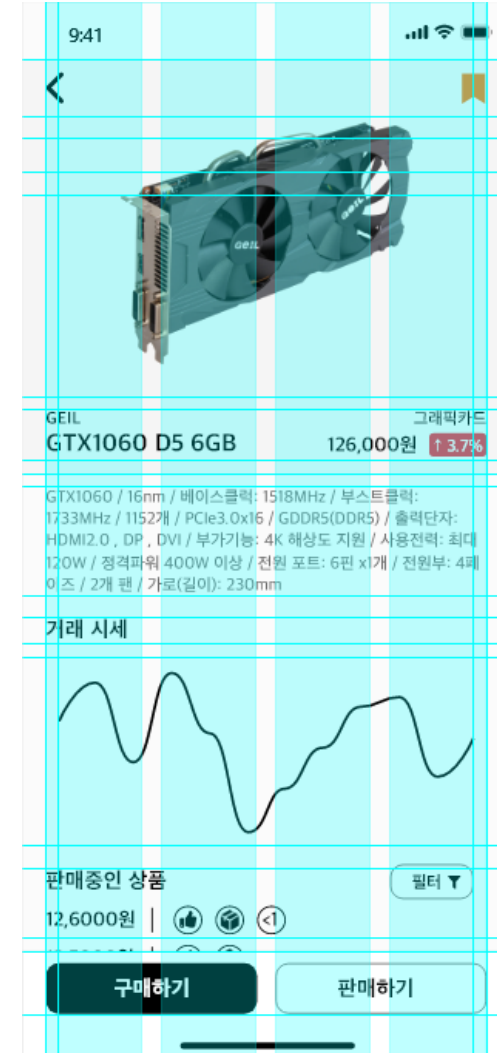 9:41
GEIL
GEIL
GEIL
그래픽카드
GTX1060 D5 6GB
126,000원
↑ 3.7%
GTX1060 / 16nm / 베이스클럭: 1518MHz / 부스트클럭:
1733MHz / 1152개 / PCIe3.0x16 / GDDR5(DDR5) / 출력단자:
HDMI2.0 , DP , DVI / 부가기능: 4K 해상도 지원 / 사용전력: 최대
120W / 정격파워 400W 이상 / 전원 포트: 6핀 x1개 / 전원부: 4페
이즈 / 2개 팬 / 가로(길이): 230mm
거래 시세
판매중인 상품
필터
12,6000원 | <1
구매하기
판매하기